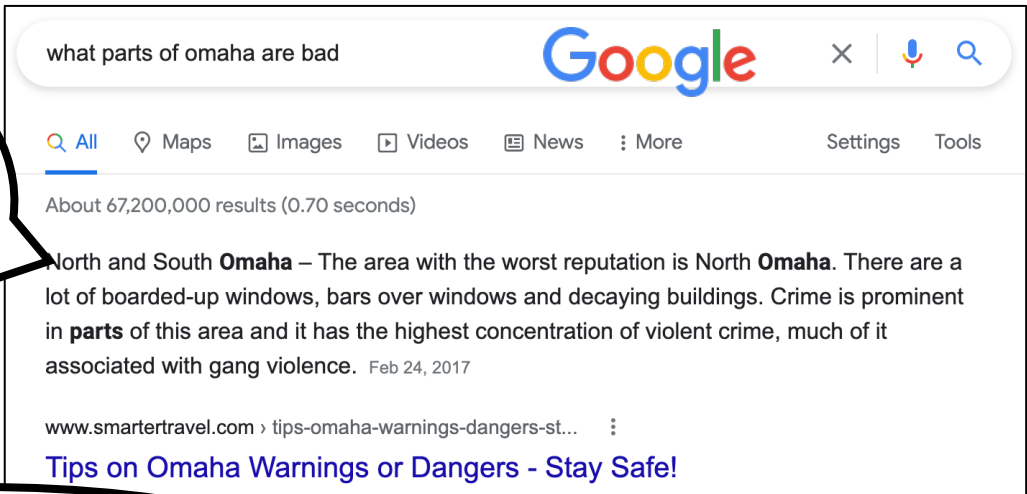 what parts of omaha are bad Google
All Maps Images Videos News More Settings Tools
About 67,200,000 results (0.70 seconds)
North and South Omaha – The area with the worst reputation is North Omaha. There are a
lot of boarded-up windows, bars over windows and decaying buildings. Crime is prominent
in parts of this area and it has the highest concentration of violent crime, much of it
associated with gang violence. Feb 24, 2017
www.smartertravel.com › tips-omaha-warnings-dangers-st...
Tips on Omaha Warnings or Dangers - Stay Safe!